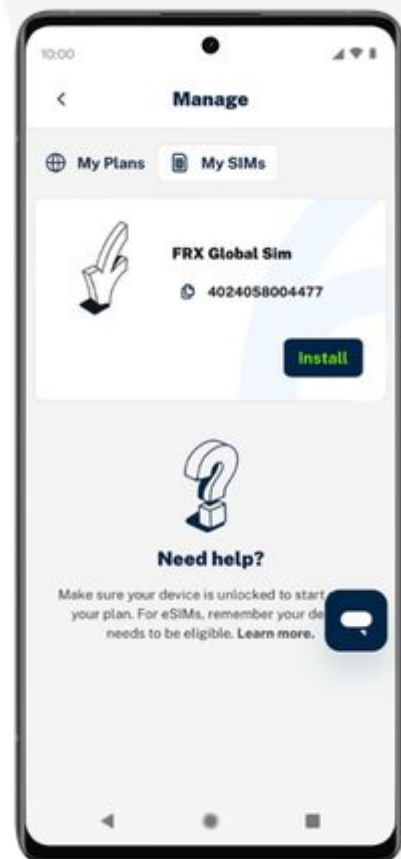 10:00
Manage
My Plans
My SIMs
FRX Global Sim
4024058004477
Install
Need help?
Make sure your device is unlocked to start
your plan. For eSIMs, remember your de
needs to be eligible. Learn more.